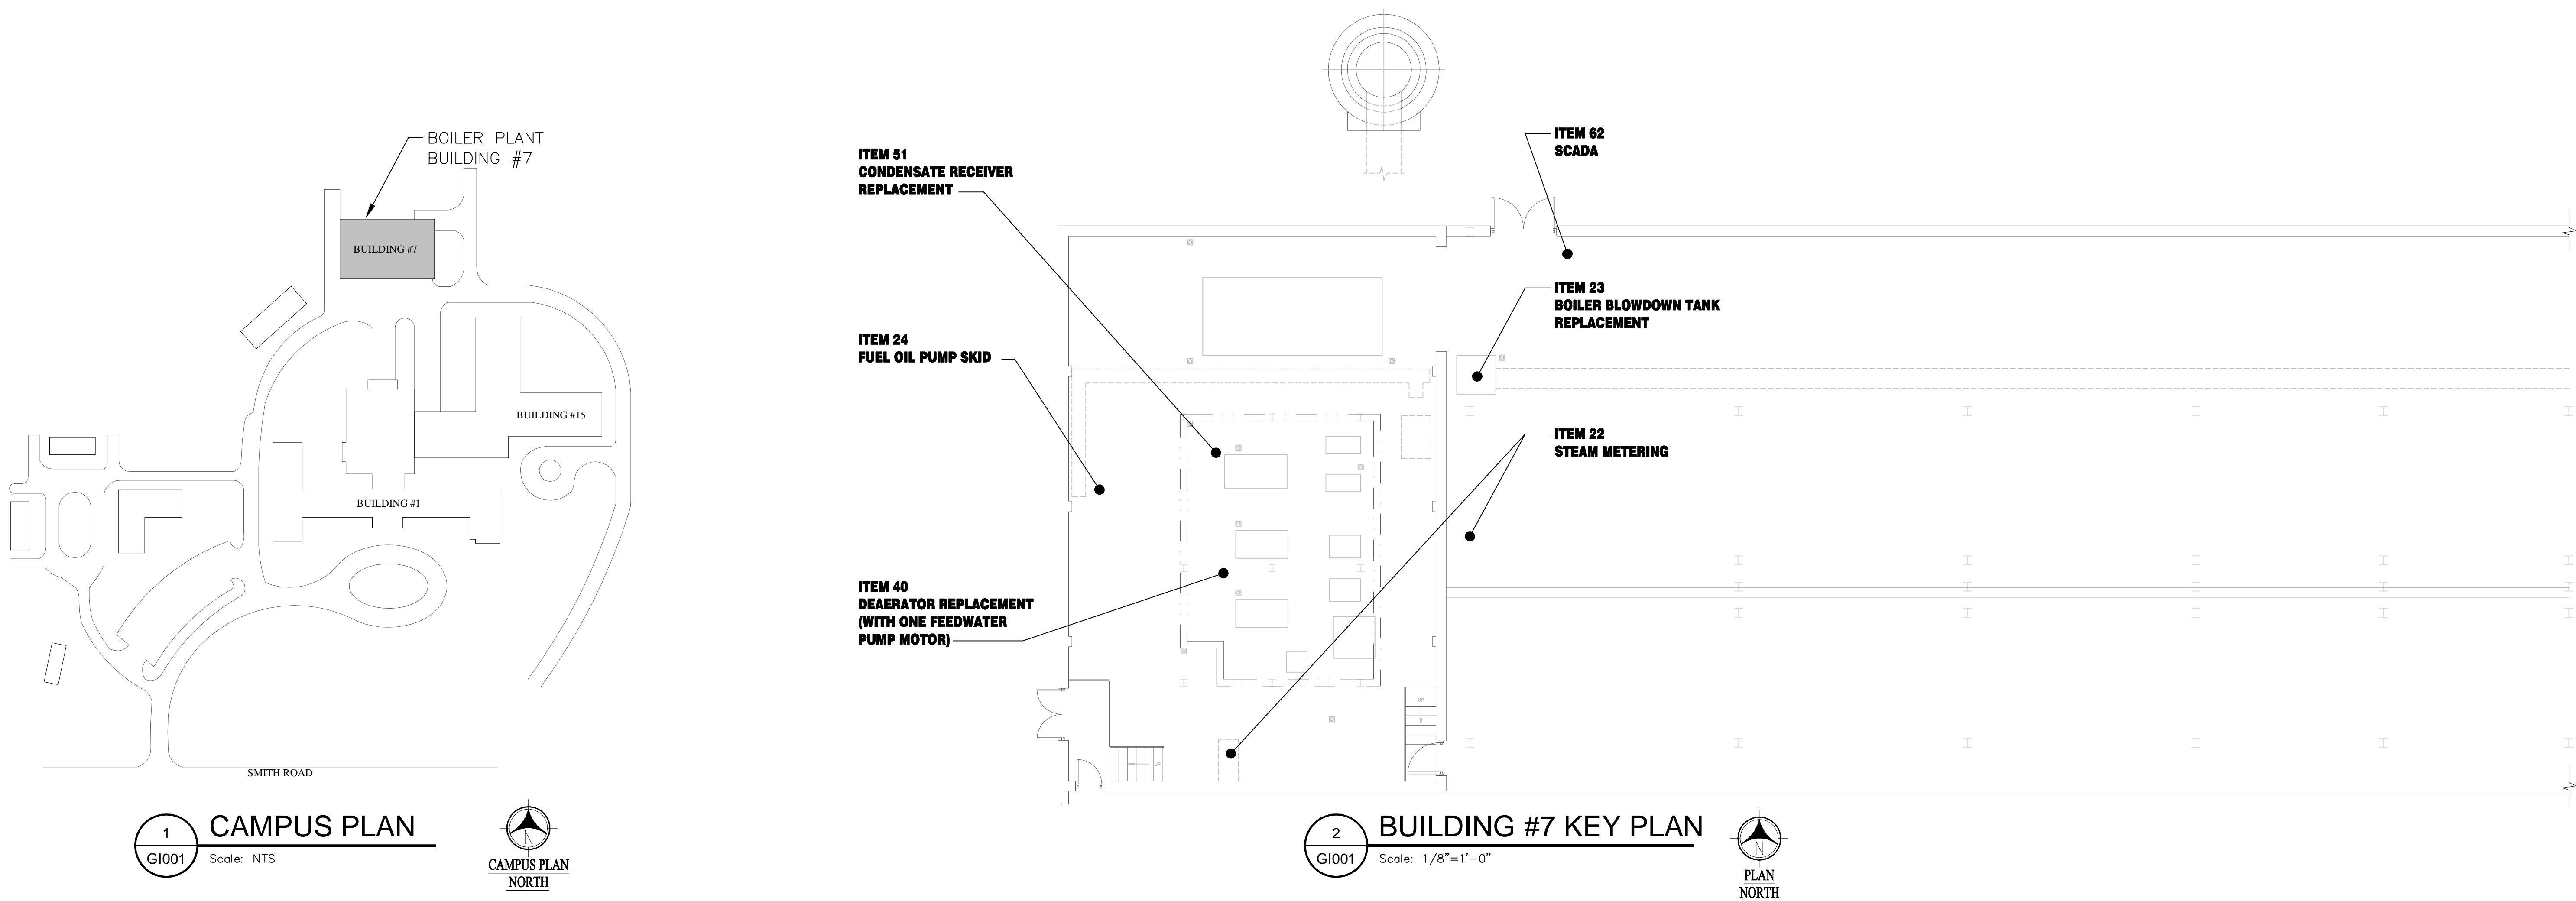 BOILER PLANT
BUILDING #7
BUILDING #7
BUILDING #15
BUILDING #1
SMITH ROAD
1
GI001
CAMPUS PLAN
Scale: NTS
N
CAMPUS PLAN
NORTH
ITEM 51
CONDENSATE RECEIVER
REPLACEMENT
ITEM 24
FUEL OIL PUMP SKID
ITEM 40
DEAERATOR REPLACEMENT
(WITH ONE FEEDWATER
PUMP MOTOR)
ITEM 62
SCADA
ITEM 23
BOILER BLOWDOWN TANK
REPLACEMENT
ITEM 22
STEAM METERING
UP
UP
2
GI001
BUILDING #7 KEY PLAN
Scale: 1/8"=1'-0"
N
PLAN
NORTH